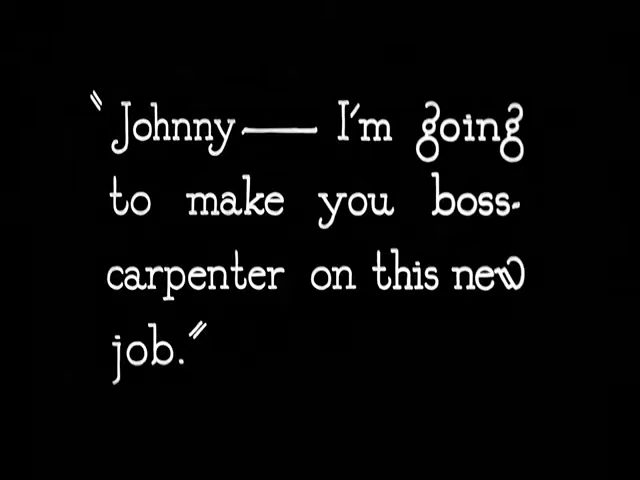 "Johnny— I'm going
to make you boss-
carpenter on this new
job."